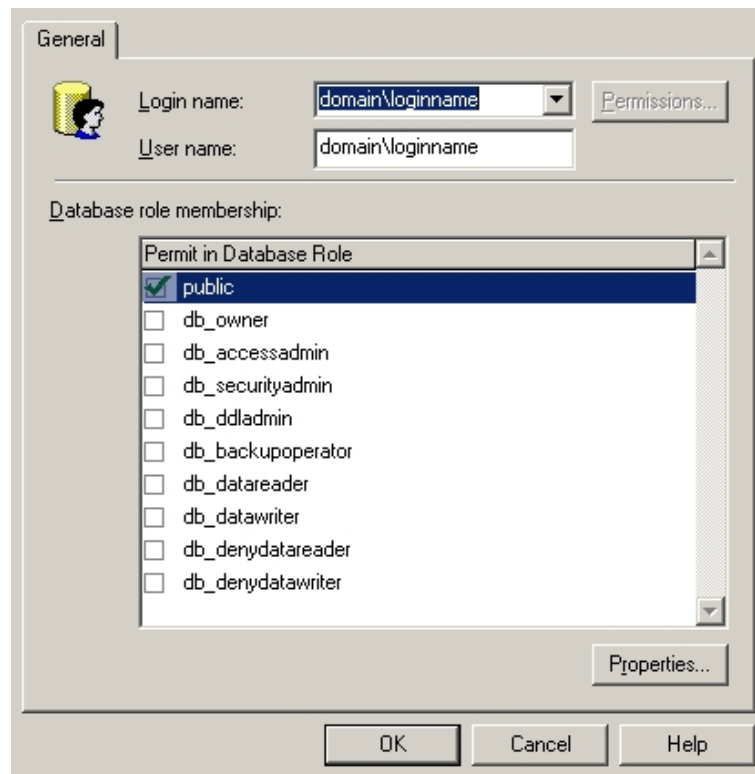 General
Login name: domain\loginname Permissions...
User name: domain\loginname
Database role membership:
Permit in Database Role
public
db_owner
db_accessadmin
db_securityadmin
db_ddladmin
db_backupoperator
db_datareader
db_datawriter
db_denydatareader
db_denydatawriter
Properties...
OK Cancel Help